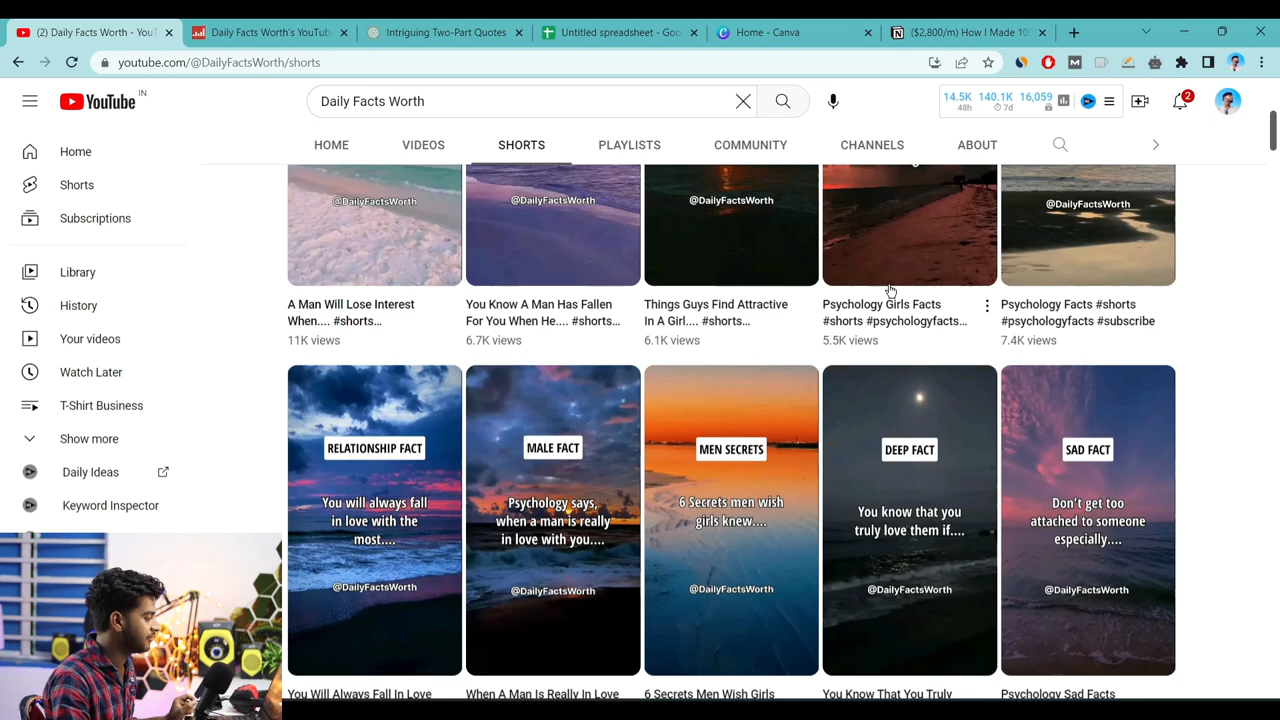 (2) Daily Facts Worth - YouT
Daily Facts Worth's YouTub
Intriguing Two-Part Quotes
Untitled spreadsheet - Goo
Home - Canva
($2,800/m) How I Made 10
youtube.com/@DailyFactsWorth/shorts
YouTube IN
Daily Facts Worth
14.5K 140.1K 16,059
48h 7d
2
HOME VIDEOS SHORTS PLAYLISTS COMMUNITY CHANNELS ABOUT
Home
Shorts
Subscriptions
Library
History
Your videos
Watch Later
T-Shirt Business
Show more
Daily Ideas
Keyword Inspector
@DailyFactsWorth
A Man Will Lose Interest
When.... #shorts...
11K views
@DailyFactsWorth
You Know A Man Has Fallen
For You When He.... #shorts...
6.7K views
@DailyFactsWorth
Things Guys Find Attractive
In A Girl.... #shorts...
6.1K views
Psychology Girls Facts
#shorts #psychologyfacts...
5.5K views
@DailyFactsWorth
Psychology Facts #shorts
#psychologyfacts #subscribe
7.4K views
RELATIONSHIP FACT
You will always fall
in love with the
most....
@DailyFactsWorth
You Will Always Fall In Love
MALE FACT
Psychology says,
when a man is really
in love with you....
@DailyFactsWorth
When A Man Is Really In Love
MEN SECRETS
6 Secrets men wish
girls knew....
@DailyFactsWorth
6 Secrets Men Wish Girls
DEEP FACT
You know that you
truly love them if....
@DailyFactsWorth
You Know That You Truly
SAD FACT
Don't get too
attached to someone
especially....
@DailyFactsWorth
Psychology Sad Facts